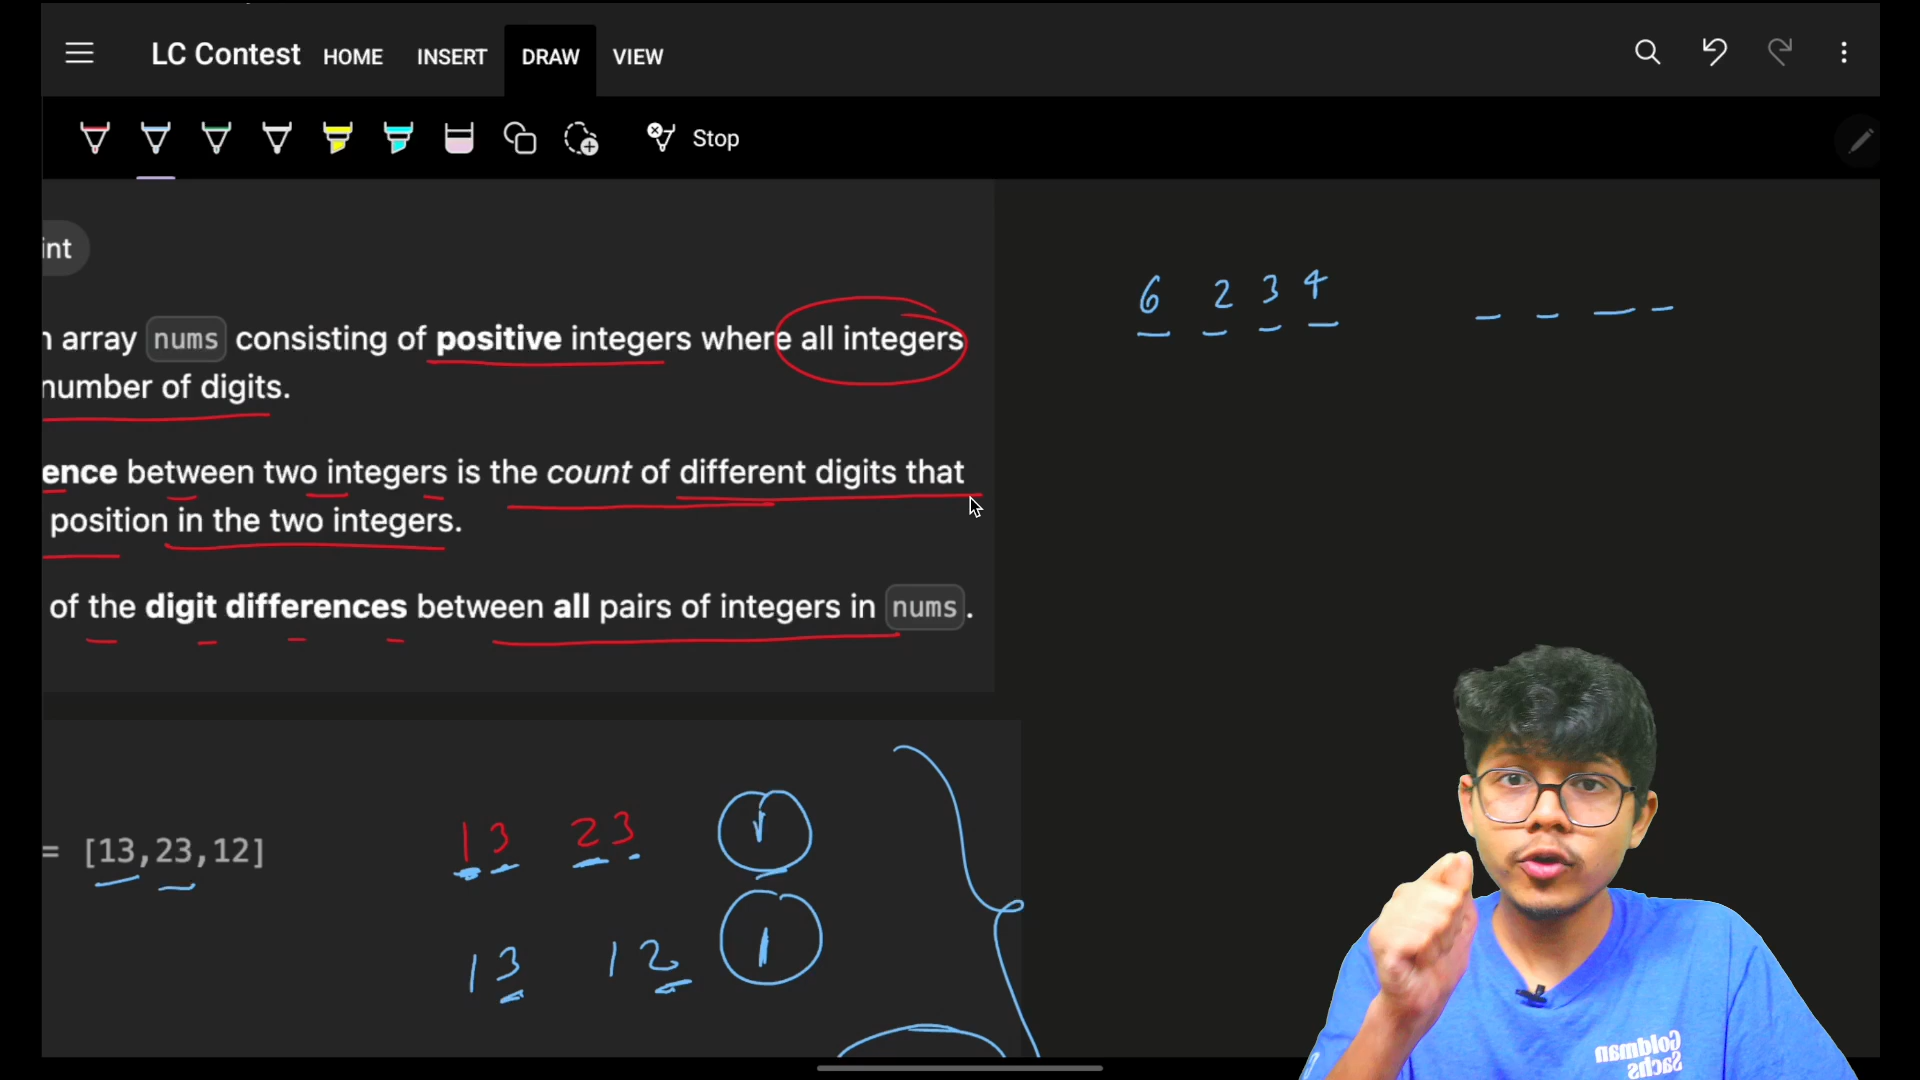 LC Contest HOME INSERT DRAW VIEW
Stop
int
n array nums consisting of positive integers where all integers
number of digits.
ence between two integers is the count of different digits that
position in the two integers.
of the digit differences between all pairs of integers in nums.
6 2 3 4
= [13,23,12]
13 23 1
13 12 1
Goldman
Sachs